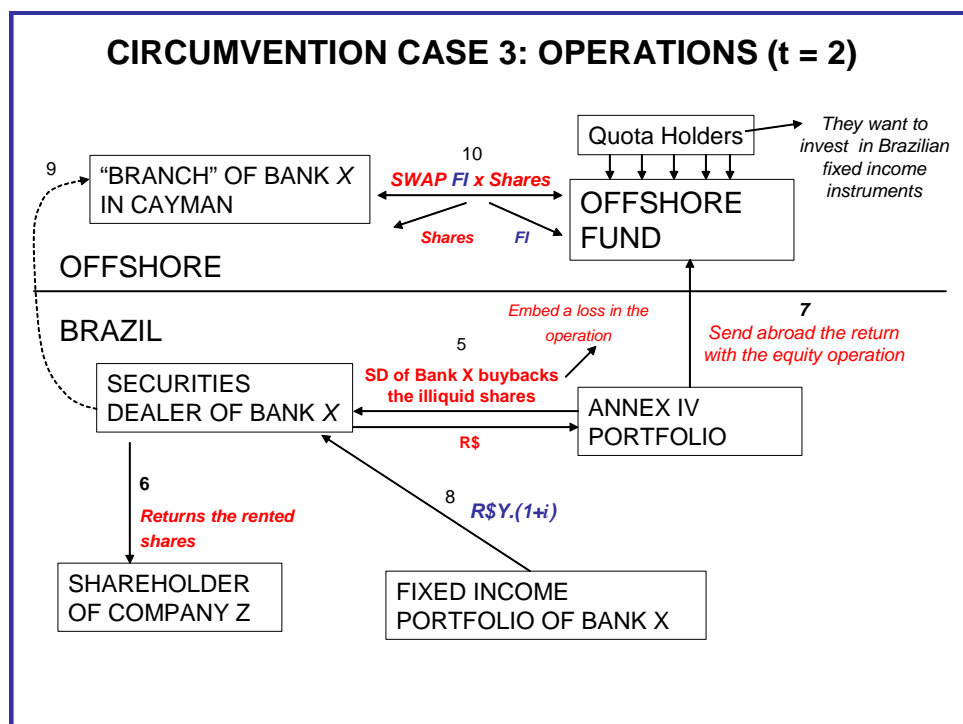 CIRCUMVENTION CASE 3: OPERATIONS (t = 2)
Quota Holders
They want to
invest in Brazilian
fixed income
instruments
9
"BRANCH" OF BANK X
IN CAYMAN
10
SWAP FI x Shares
Shares
FI
OFFSHORE
FUND
OFFSHORE
BRAZIL
Embed a loss in the
operation
7
Send abroad the return
with the equity operation
5
SD of Bank X buybacks
the illiquid shares
SECURITIES
DEALER OF BANK X
R$
ANNEX IV
PORTFOLIO
6
Returns the rented
shares
8
R$Y.(1+i)
SHAREHOLDER
OF COMPANY Z
FIXED INCOME
PORTFOLIO OF BANK X